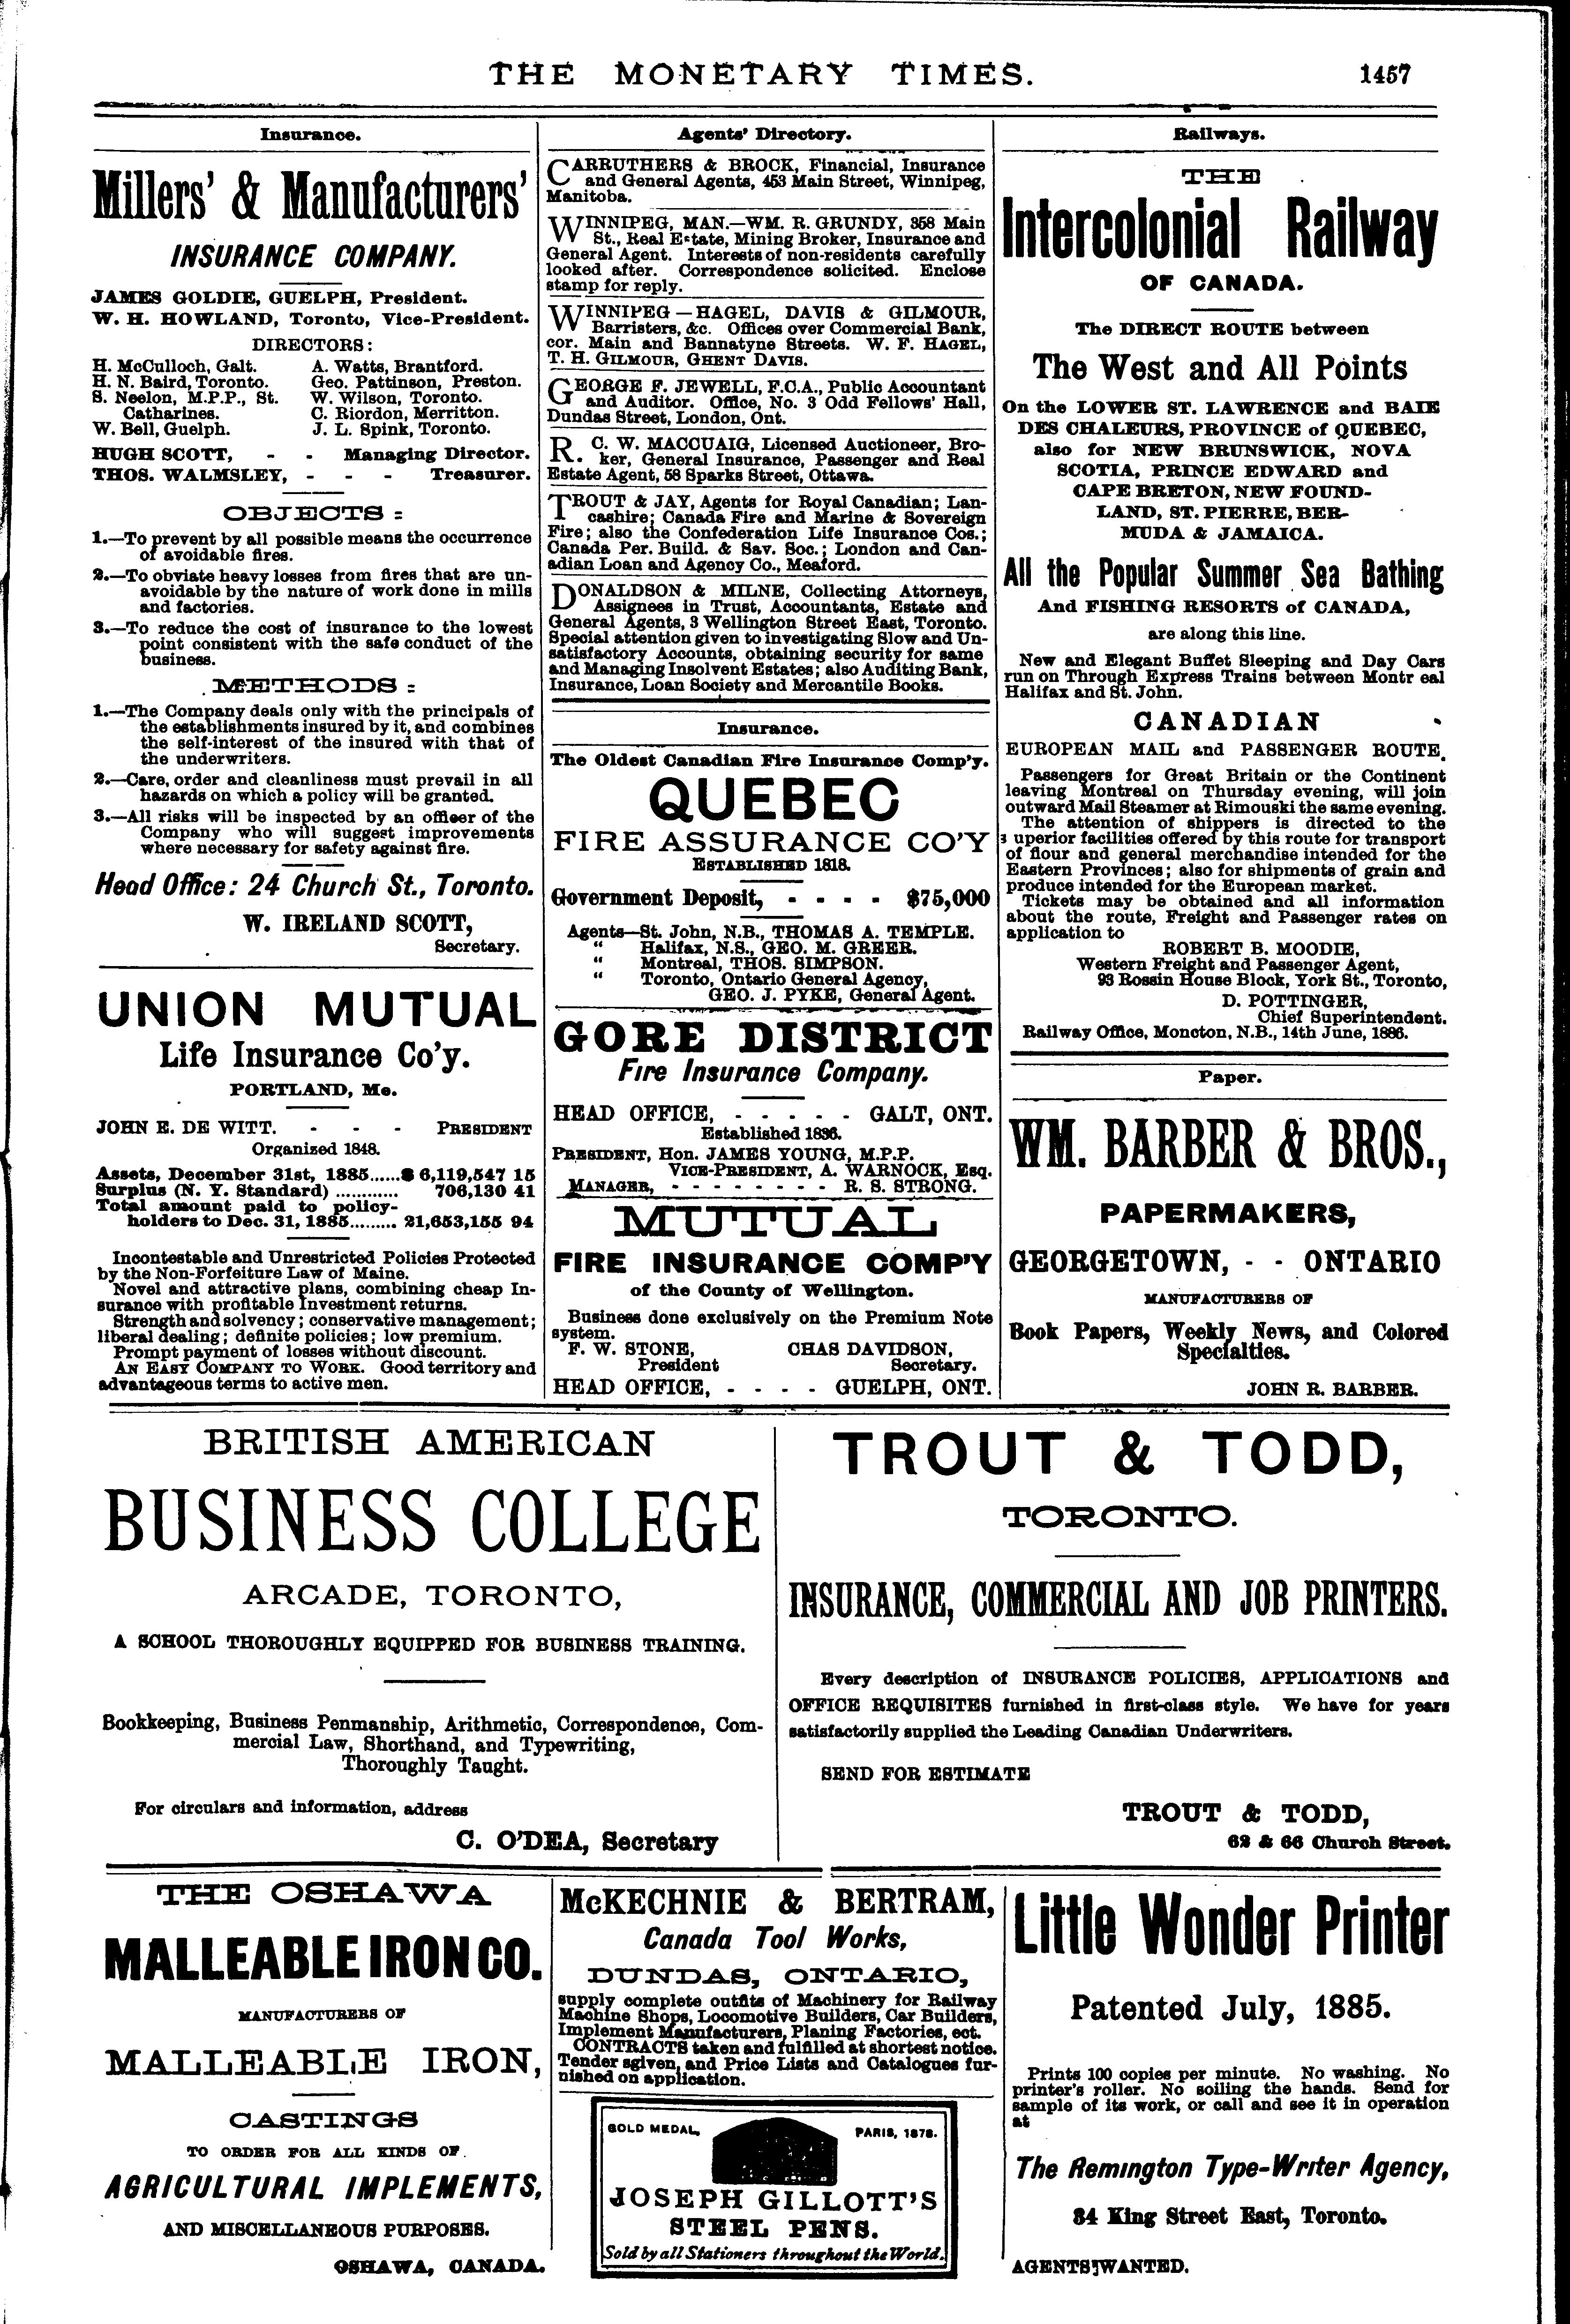 THE MONETARY TIMES. 1457
Insurance.
Millers' & Manufacturers'
INSURANCE COMPANY.
JAMES GOLDIE, GUELPH, President.
W. H. HOWLAND, Toronto, Vice-President.
DIRECTORS:
H. McCulloch, Galt. A. Watts, Brantford.
H. N. Baird, Toronto. Geo. Pattinson, Preston.
S. Neelon, M.P.P., St. W. Wilson, Toronto.
Catharines. C. Riordon, Merritton.
W. Bell, Guelph. J. L. Spink, Toronto.
HUGH SCOTT, - - Managing Director.
THOS. WALMSLEY, - - - Treasurer.
OBJECTS:
1.—To prevent by all possible means the occurrence
of avoidable fires.
2.—To obviate heavy losses from fires that are un-
avoidable by the nature of work done in mills
and factories.
3.—To reduce the cost of insurance to the lowest
point consistent with the safe conduct of the
business.
METHODS:
1.—The Company deals only with the principals of
the establishments insured by it, and combines
the self-interest of the insured with that of
the underwriters.
2.—Care, order and cleanliness must prevail in all
hazards on which a policy will be granted.
3.—All risks will be inspected by an officer of the
Company who will suggest improvements
where necessary for safety against fire.
Head Office: 24 Church St., Toronto.
W. IRELAND SCOTT,
Secretary.
UNION MUTUAL
Life Insurance Co'y.
PORTLAND, Me.
JOHN E. DE WITT. - - - PRESIDENT
Organized 1848.
Assets, December 31st, 1885......$ 6,119,547 15
Surplus (N. Y. Standard) ............ 706,130 41
Total amount paid to policy-
holders to Dec. 31, 1885......... 21,653,155 94
Incontestable and Unrestricted Policies Protected
by the Non-Forfeiture Law of Maine.
Novel and attractive plans, combining cheap In-
surance with profitable Investment returns.
Strength and solvency; conservative management;
liberal dealing; definite policies; low premium.
Prompt payment of losses without discount.
AN EASY COMPANY TO WORK. Good territory and
advantageous terms to active men.
Agents' Directory.
CARRUTHERS & BROCK, Financial, Insurance
and General Agents, 453 Main Street, Winnipeg,
Manitoba.
WINNIPEG, MAN.—WM. R. GRUNDY, 358 Main
St., Real Estate, Mining Broker, Insurance and
General Agent. Interests of non-residents carefully
looked after. Correspondence solicited. Enclose
stamp for reply.
WINNIPEG—HAGEL, DAVIS & GILMOUR,
Barristers, &c. Offices over Commercial Bank,
cor. Main and Bannatyne Streets. W. F. HAGEL,
T. H. GILMOUR, GHENT DAVIS.
GEORGE F. JEWELL, F.C.A., Public Accountant
and Auditor. Office, No. 3 Odd Fellows' Hall,
Dundas Street, London, Ont.
R. C. W. MACCUAIG, Licensed Auctioneer, Bro-
ker, General Insurance, Passenger and Real
Estate Agent, 58 Sparks Street, Ottawa.
TROUT & JAY, Agents for Royal Canadian; Lan-
cashire; Canada Fire and Marine & Sovereign
Fire; also the Confederation Life Insurance Cos.;
Canada Per. Build. & Sav. Soc.; London and Can-
adian Loan and Agency Co., Meaford.
DONALDSON & MILNE, Collecting Attorneys,
Assignees in Trust, Accountants, Estate and
General Agents, 3 Wellington Street East, Toronto.
Special attention given to investigating Slow and Un-
satisfactory Accounts, obtaining security for same
and Managing Insolvent Estates; also Auditing Bank,
Insurance, Loan Society and Mercantile Books.
Insurance.
The Oldest Canadian Fire Insurance Comp'y.
QUEBEC
FIRE ASSURANCE CO'Y
ESTABLISHED 1818.
Government Deposit, - - - - $75,000
Agents—St. John, N.B., THOMAS A. TEMPLE.
" Halifax, N.S., GEO. M. GREER.
" Montreal, THOS. SIMPSON.
" Toronto, Ontario General Agency,
GEO. J. PYKE, General Agent.
GORE DISTRICT
Fire Insurance Company.
HEAD OFFICE, - - - - - GALT, ONT.
Established 1836.
PRESIDENT, Hon. JAMES YOUNG, M.P.P.
VICE-PRESIDENT, A. WARNOCK, Esq.
MANAGER, - - - - - - - - R. S. STRONG.
MUTUAL
FIRE INSURANCE COMP'Y
of the County of Wellington.
Business done exclusively on the Premium Note
system.
F. W. STONE, CHAS DAVIDSON,
President Secretary.
HEAD OFFICE, - - - - GUELPH, ONT.
Railways.
THE
Intercolonial Railway
OF CANADA.
The DIRECT ROUTE between
The West and All Points
On the LOWER ST. LAWRENCE and BAIE
DES CHALEURS, PROVINCE of QUEBEC,
also for NEW BRUNSWICK, NOVA
SCOTIA, PRINCE EDWARD and
CAPE BRETON, NEW FOUND-
LAND, ST. PIERRE, BER-
MUDA & JAMAICA.
All the Popular Summer Sea Bathing
And FISHING RESORTS of CANADA,
are along this line.
New and Elegant Buffet Sleeping and Day Cars
run on Through Express Trains between Montr eal
Halifax and St. John.
CANADIAN
EUROPEAN MAIL and PASSENGER ROUTE.
Passengers for Great Britain or the Continent
leaving Montreal on Thursday evening, will join
outward Mail Steamer at Rimouski the same evening.
The attention of shippers is directed to the
s uperior facilities offered by this route for transport
of flour and general merchandise intended for the
Eastern Provinces; also for shipments of grain and
produce intended for the European market.
Tickets may be obtained and all information
about the route, Freight and Passenger rates on
application to
ROBERT B. MOODIE,
Western Freight and Passenger Agent,
93 Rossin House Block, York St., Toronto,
D. POTTINGER,
Chief Superintendent.
Railway Office, Moncton, N.B., 14th June, 1886.
Paper.
WM. BARBER & BROS.,
PAPERMAKERS,
GEORGETOWN, - - ONTARIO
MANUFACTURERS OF
Book Papers, Weekly News, and Colored
Specialties.
JOHN R. BARBER.
BRITISH AMERICAN
BUSINESS COLLEGE
ARCADE, TORONTO,
A SCHOOL THOROUGHLY EQUIPPED FOR BUSINESS TRAINING.
Bookkeeping, Business Penmanship, Arithmetic, Correspondence, Com-
mercial Law, Shorthand, and Typewriting,
Thoroughly Taught.
For circulars and information, address
C. O'DEA, Secretary
TROUT & TODD,
TORONTO.
INSURANCE, COMMERCIAL AND JOB PRINTERS.
Every description of INSURANCE POLICIES, APPLICATIONS and
OFFICE REQUISITES furnished in first-class style. We have for years
satisfactorily supplied the Leading Canadian Underwriters.
SEND FOR ESTIMATE
TROUT & TODD,
62 & 66 Church Street.
THE OSHAWA
MALLEABLE IRON CO.
MANUFACTURERS OF
MALLEABLE IRON,
CASTINGS
TO ORDER FOR ALL KINDS OF
AGRICULTURAL IMPLEMENTS,
AND MISCELLANEOUS PURPOSES.
OSHAWA, CANADA.
McKECHNIE & BERTRAM,
Canada Tool Works,
DUNDAS, ONTARIO,
supply complete outfits of Machinery for Railway
Machine Shops, Locomotive Builders, Car Builders,
Implement Manufacturers, Planing Factories, ect.
CONTRACTS taken and fulfilled at shortest notice.
Tender sgiven, and Price Lists and Catalogues fur-
nished on application.
GOLD MEDAL, PARIS, 1878.
JOSEPH GILLOTT'S
STEEL PENS.
Sold by all Stationers throughout the World.
Little Wonder Printer
Patented July, 1885.
Prints 100 copies per minute. No washing. No
printer's roller. No soiling the hands. Send for
sample of its work, or call and see it in operation
at
The Remington Type-Writer Agency,
84 King Street East, Toronto.
AGENTS WANTED.